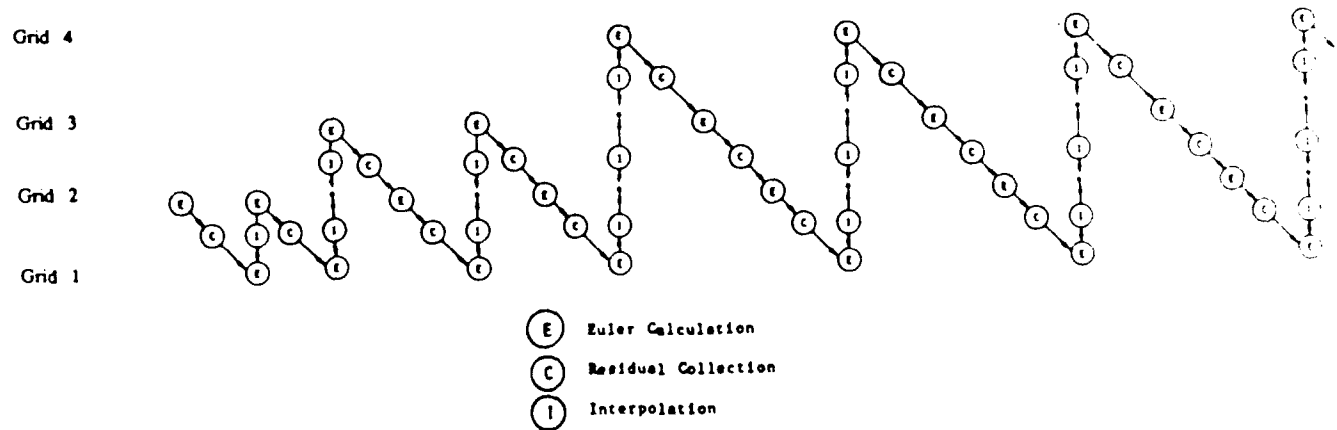 Grid 4
Grid 3
Grid 2
Grid 1
E E E E E E E E
I I I I
C C C C
E E E E E
I I I I I I
C C C C
E E E E E
C C C C
I I I I I I
E E E E E E E
E Euler Calculation
C Residual Collection
I Interpolation